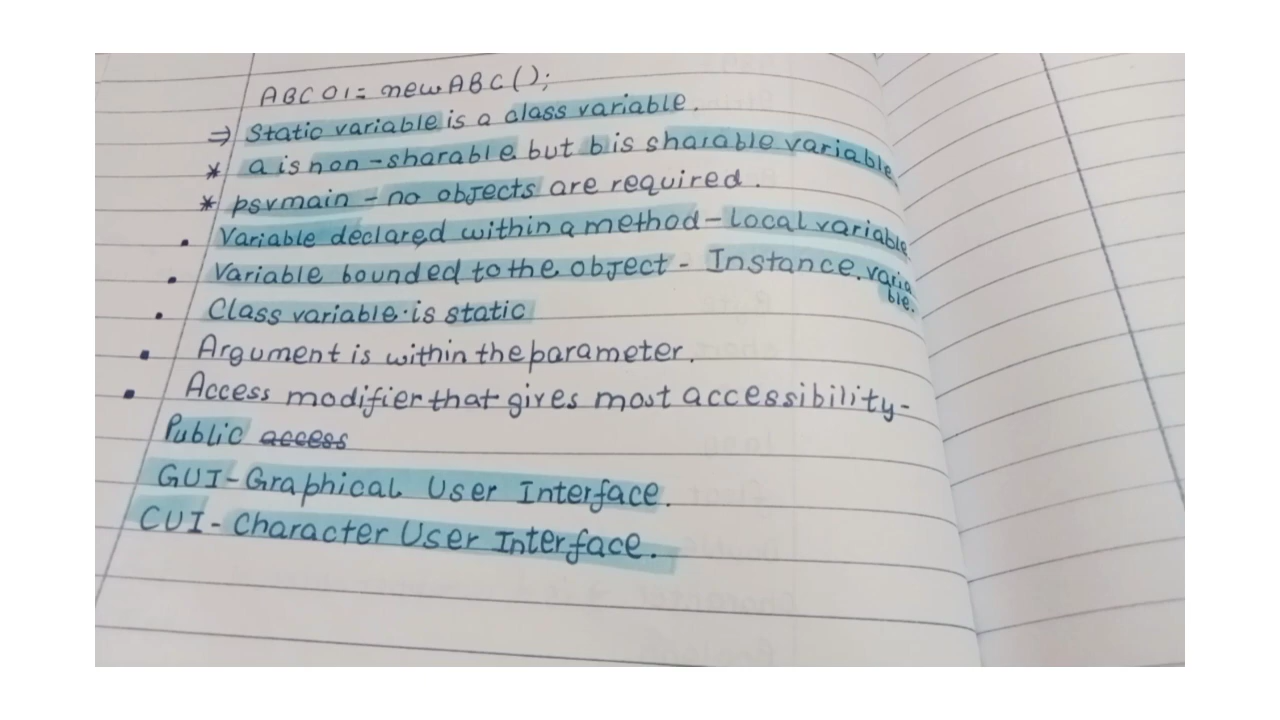 ABC O1 = new ABC();
⇒ Static variable is a class variable.
* a is non-sharable but b is sharable variable.
* psvmain - no objects are required.
• Variable declared within a method - Local variable
• Variable bounded to the object - Instance variable.
• Class variable is static
• Argument is within the parameter.
• Access modifier that gives most accessibility-
Public access
GUI - Graphical User Interface.
CUI - Character User Interface.